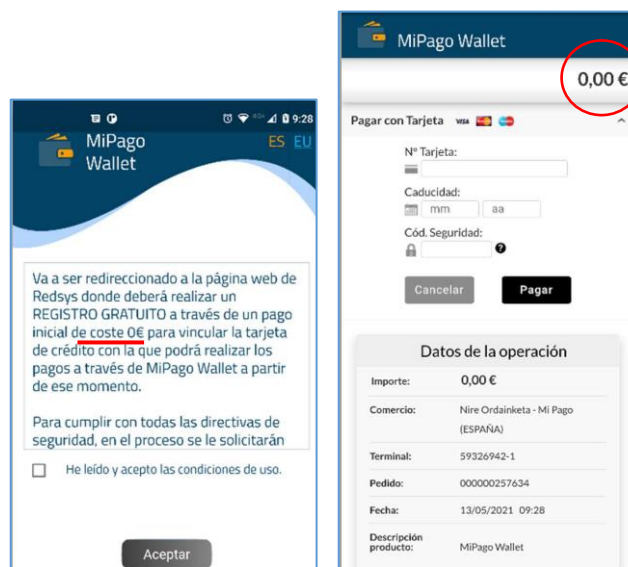 9:28
MiPago
Wallet
ES EU
Va a ser redireccionado a la página web de
Redsys donde deberá realizar un
REGISTRO GRATUITO a través de un pago
inicial de coste 0€ para vincular la tarjeta
de crédito con la que podrá realizar los
pagos a través de MiPago Wallet a partir
de ese momento.
Para cumplir con todas las directivas de
seguridad, en el proceso se le solicitarán
He leído y acepto las condiciones de uso.
Aceptar
MiPago Wallet
0,00 €
Pagar con Tarjeta VISA
Nº Tarjeta:
Caducidad:
mm aa
Cód. Seguridad:
Cancelar Pagar
Datos de la operación
Importe: 0,00 €
Comercio: Nire Ordainketa - Mi Pago
(ESPAÑA)
Terminal: 59326942-1
Pedido: 000000257634
Fecha: 13/05/2021 09:28
Descripción
producto: MiPago Wallet